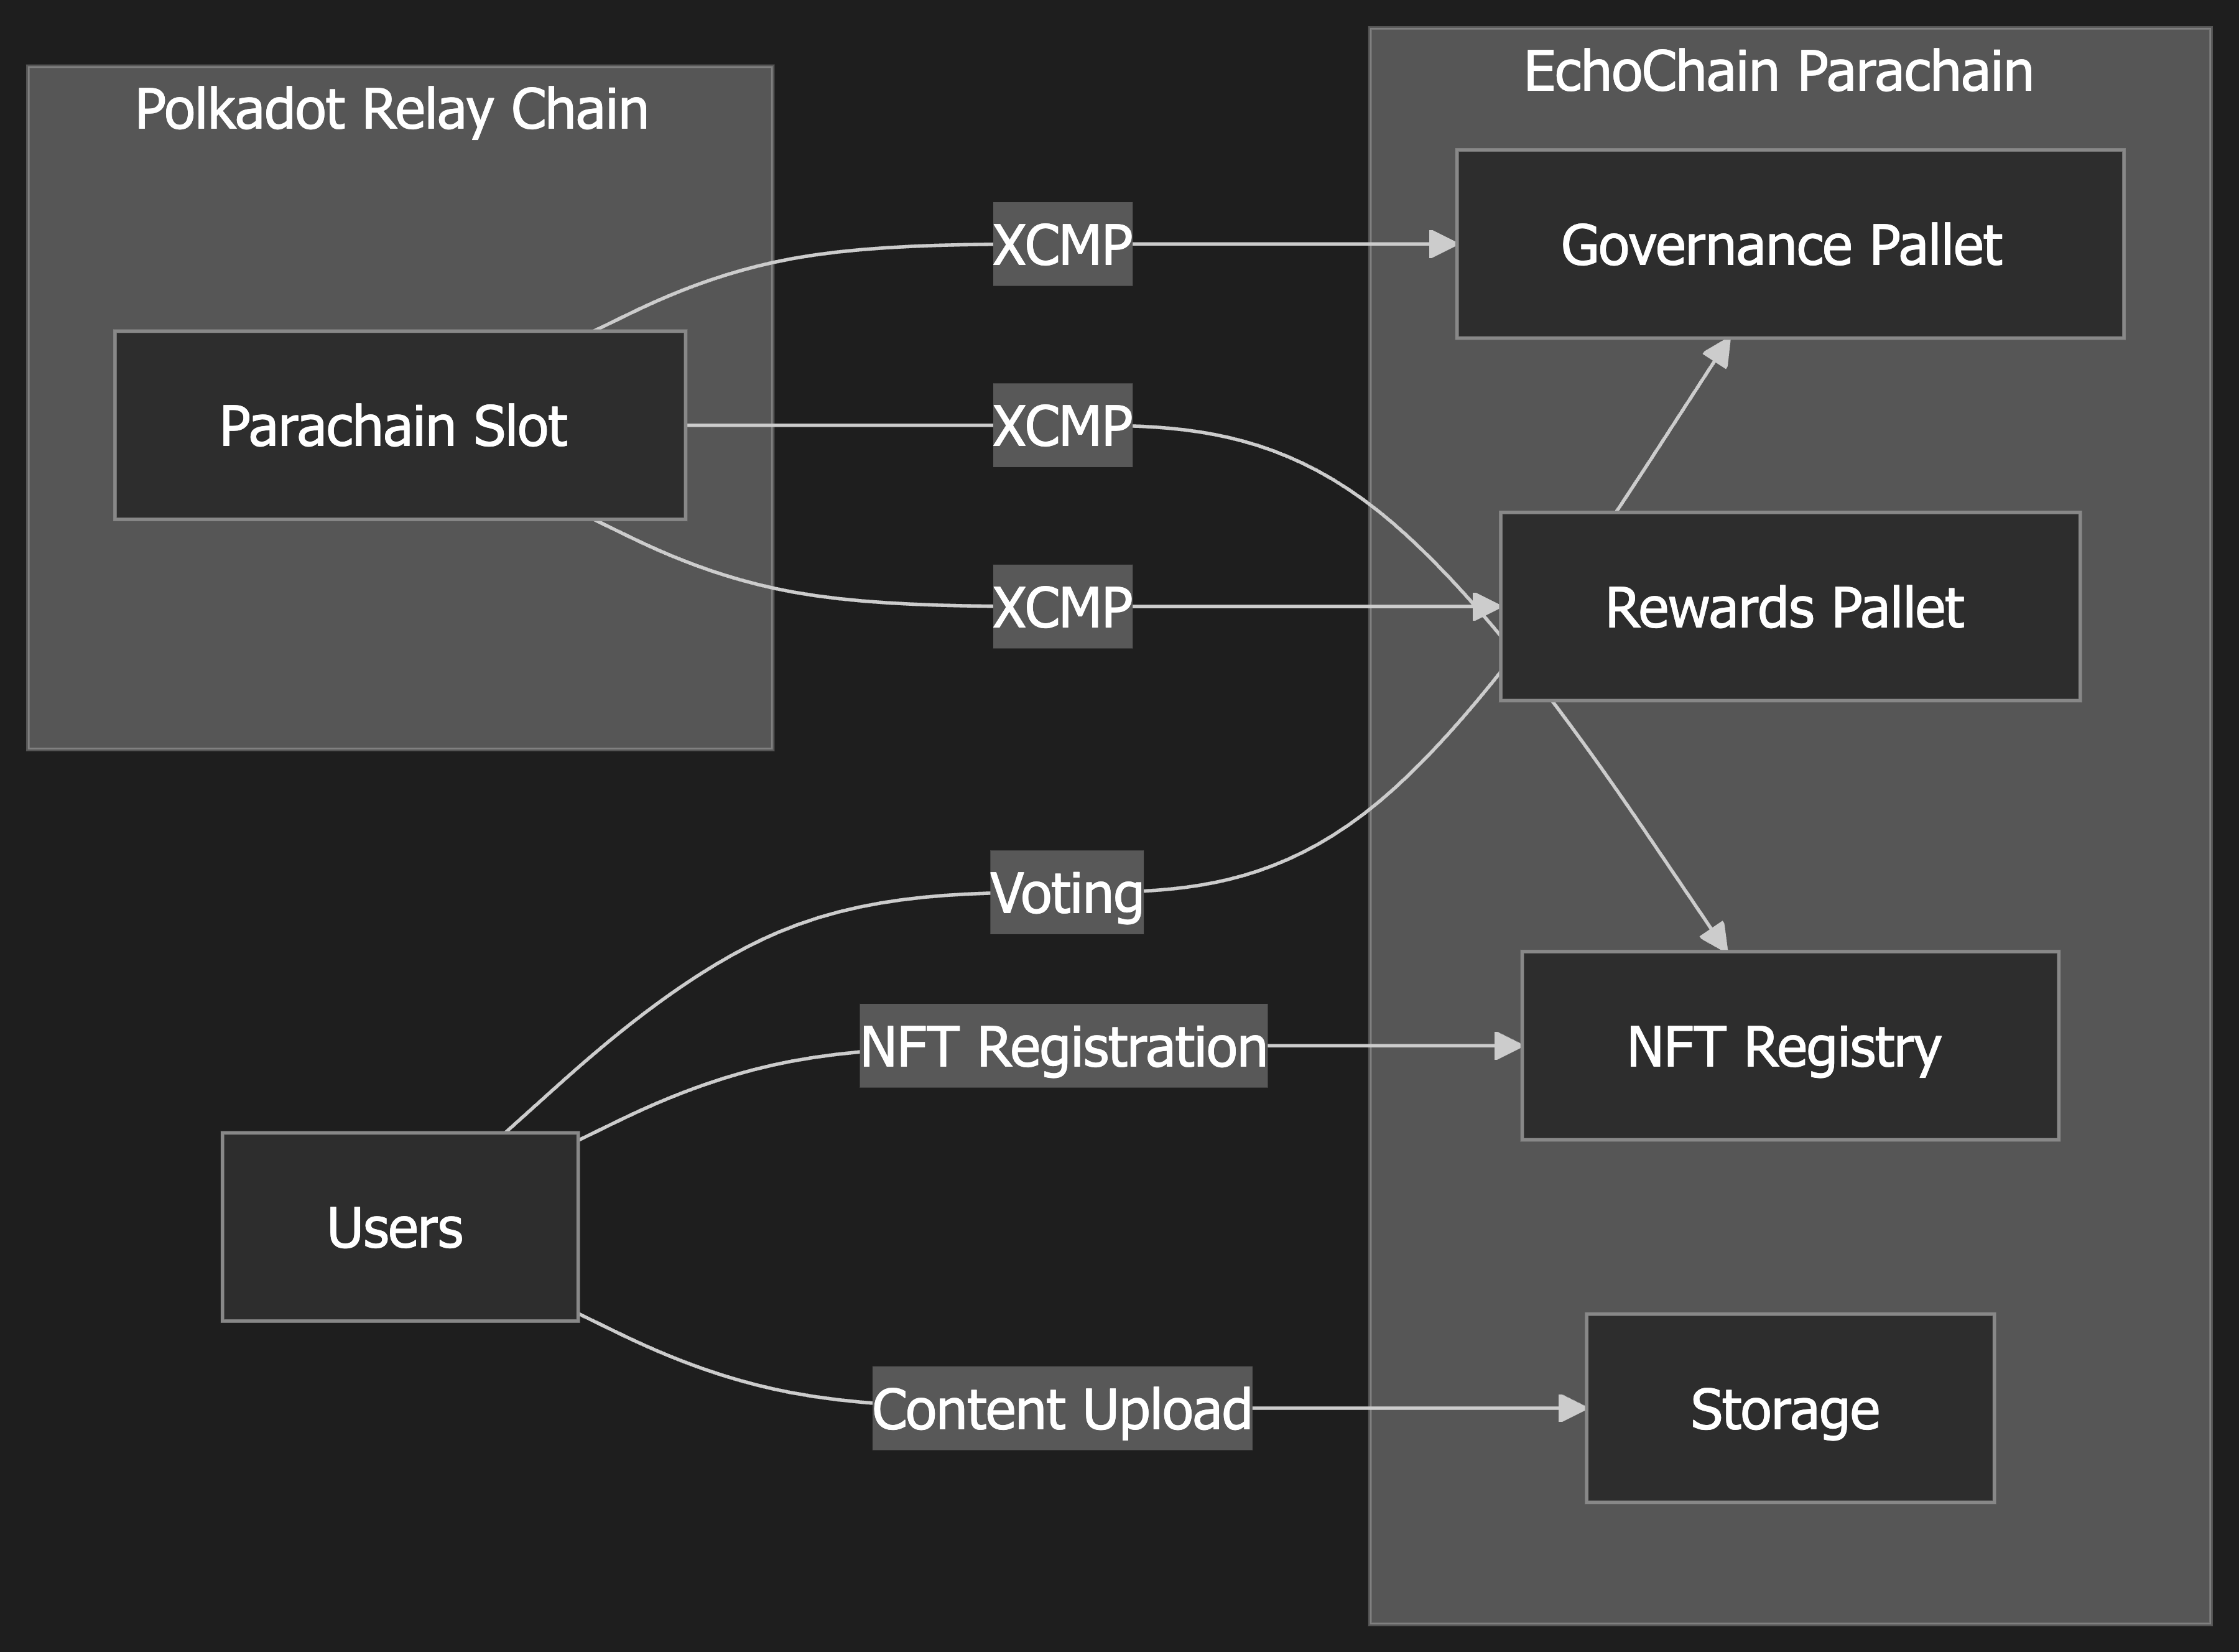 Polkadot Relay Chain
Parachain Slot
XCMP
XCMP
XCMP
EchoChain Parachain
Governance Pallet
Rewards Pallet
Voting
NFT Registration
NFT Registry
Users
Content Upload
Storage